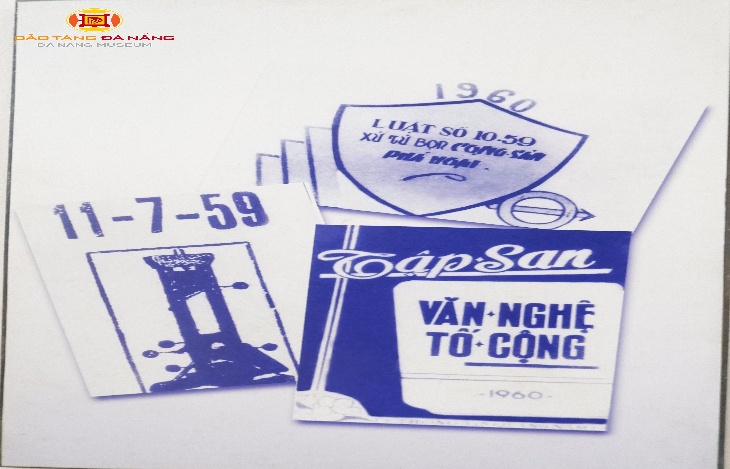 BẢO TÀNG ĐÀ NẴNG
DA NANG MUSEUM
1960
LUẬT SỐ 10-59
XỬ TỬ BỌN CỘNG-SẢN
PHÁ HOẠI.
11-7-59
Tập-San
VĂN-NGHỆ
TỐ-CỘNG
-1960-